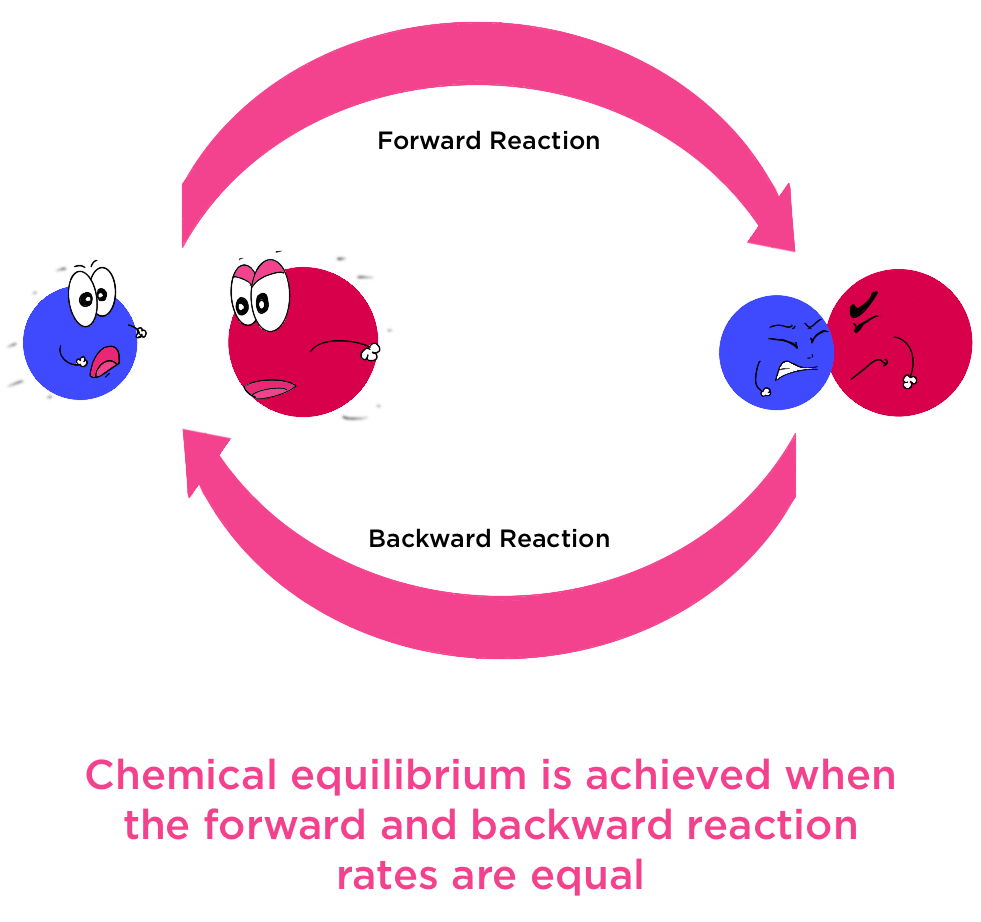 Forward Reaction
Backward Reaction
Chemical equilibrium is achieved when
the forward and backward reaction
rates are equal